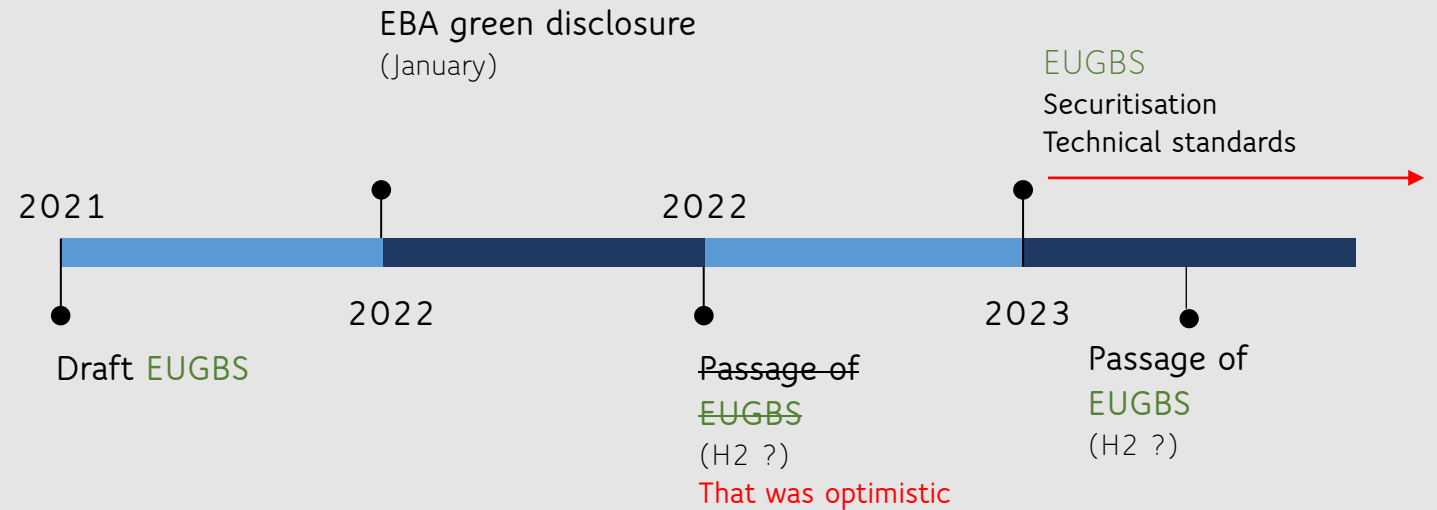 EBA green disclosure
(January)
EUGBS
Securitisation
Technical standards
2021
2022
2022
2023
Draft EUGBS
Passage of
EUGBS
(H2 ?)
That was optimistic
Passage of
EUGBS
(H2 ?)